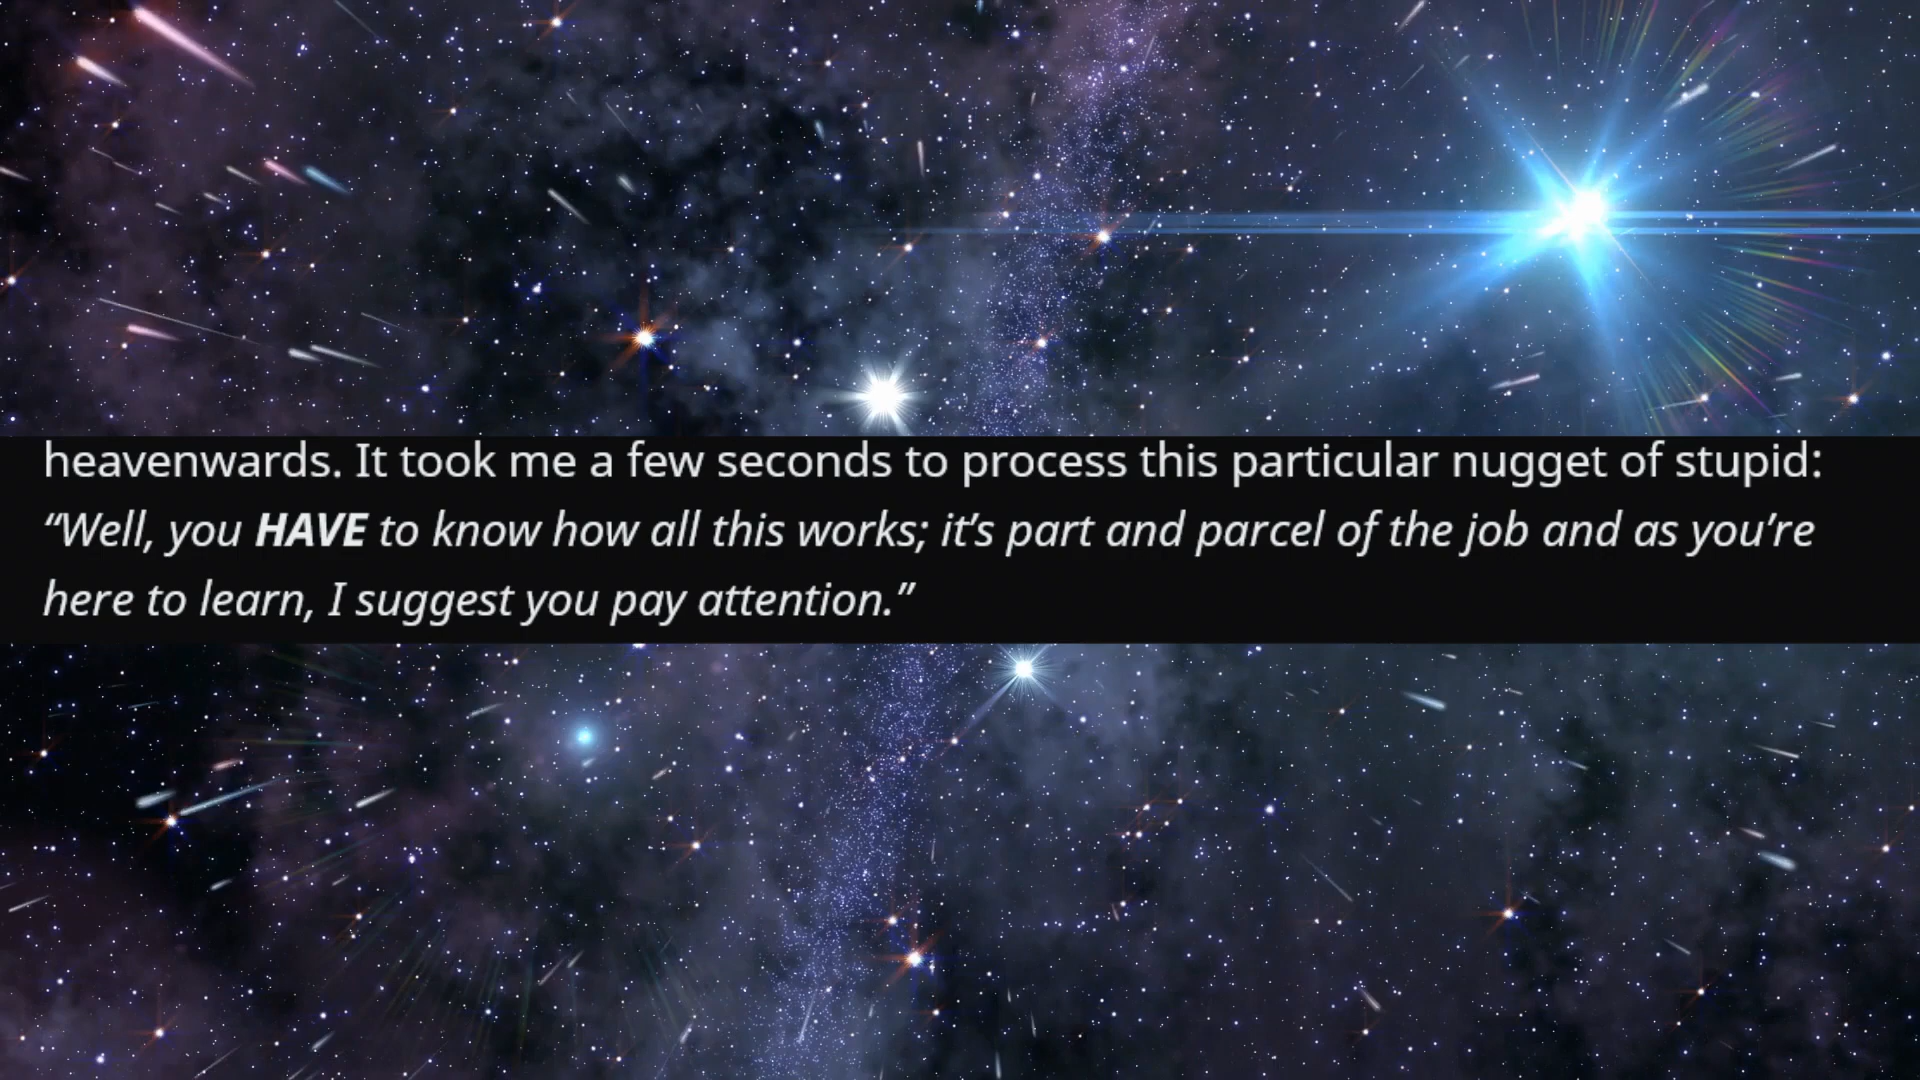 heavenwards. It took me a few seconds to process this particular nugget of stupid:
“Well, you HAVE to know how all this works; it’s part and parcel of the job and as you’re
here to learn, I suggest you pay attention.”